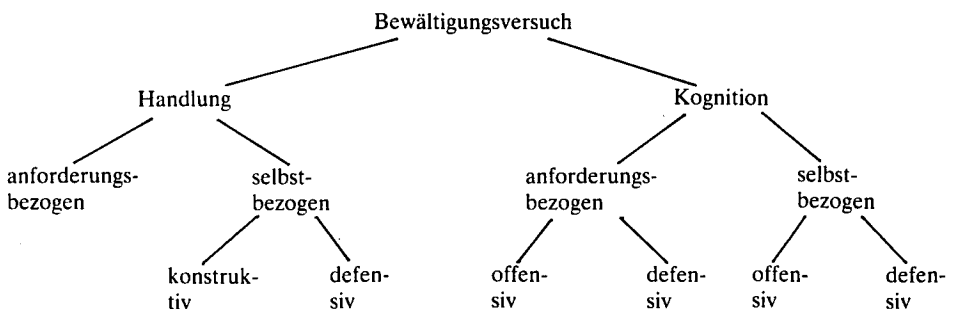 Bewältigungsversuch
Handlung
Kognition
anforderungs-
bezogen
selbst-
bezogen
anforderungs-
bezogen
selbst-
bezogen
konstruk-
tiv
defen-
siv
offen-
siv
defen-
siv
offen-
siv
defen-
siv